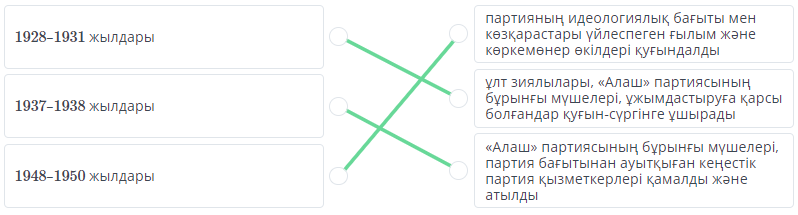 1928–1931 жылдары
1937–1938 жылдары
1948–1950 жылдары
партияның идеологиялық бағыты мен
көзқарастары үйлеспеген ғылым және
көркемөнер өкілдері қуғындалды
ұлт зиялылары, «Алаш» партиясының
бұрынғы мүшелері, ұжымдастыруға қарсы
болғандар қуғын-сүргінге ұшырады
«Алаш» партиясының бұрынғы мүшелері,
партия бағытынан ауытқыған кеңестік
партия қызметкерлері қамалды және
атылды